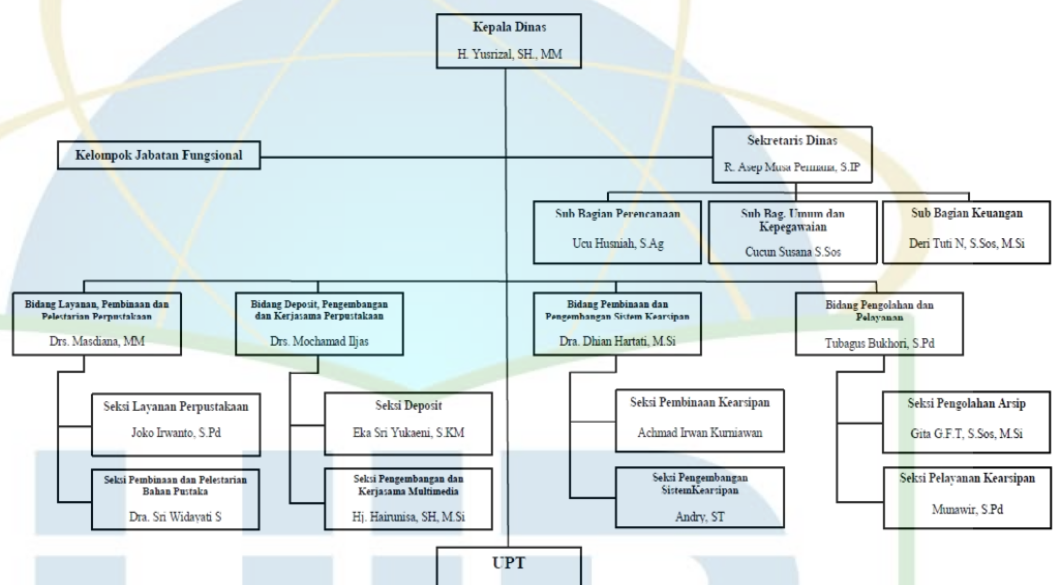 Kepala Dinas
H. Yusrizal, SH., MM
Kelompok Jabatan Fungsional
Sekretaris Dinas
R. Asep Musa Permana, S.IP
Sub Bagian Perencanaan
Ucu Husniah, S.Ag
Sub Bag. Umum dan
Kepegawaian
Cucun Susana S.Sos
Sub Bagian Keuangan
Deri Tuti N, S.Sos, M.Si
Bidang Layanan, Pembinaan dan
Pelestarian Perpustakaan
Drs. Masdiana, MM
Bidang Deposit, Pengembangan
dan Kerjasama Perpustakaan
Drs. Mochamad Iljas
Bidang Pembinaan dan
Pengembangan Sistem Kearsipan
Dra. Dhian Hartati, M.Si
Bidang Pengolahan dan
Pelayanan
Tubagus Bukhori, S.Pd
Seksi Layanan Perpustakaan
Joko Irwanto, S.Pd
Seksi Deposit
Eka Sri Yukaeni, S.KM
Seksi Pembinaan Kearsipan
Achmad Irwan Kurniawan
Seksi Pengolahan Arsip
Gita G.F.T, S.Sos, M.Si
Seksi Pembinaan dan Pelestarian
Bahan Pustaka
Dra. Sri Widayati S
Seksi Pengembangan dan
Kerjasama Multimedia
Hj. Hairunisa, SH, M.Si
Seksi Pengembangan
SistemKearsipan
Andry, ST
Seksi Pelayanan Kearsipan
Munawir, S.Pd
UPT